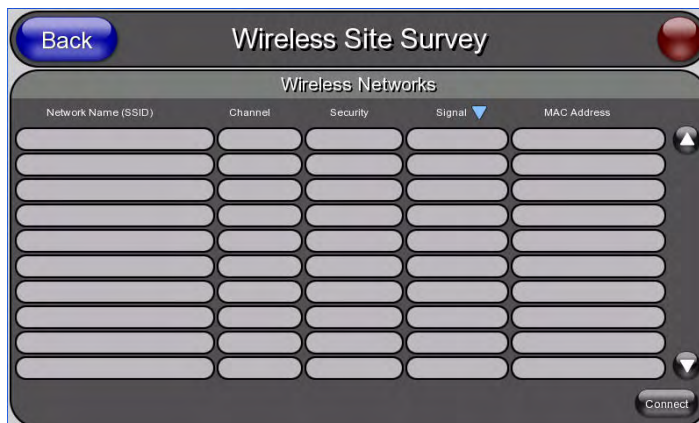 Back
Wireless Site Survey
Wireless Networks
Network Name (SSID) Channel Security Signal MAC Address
Connect